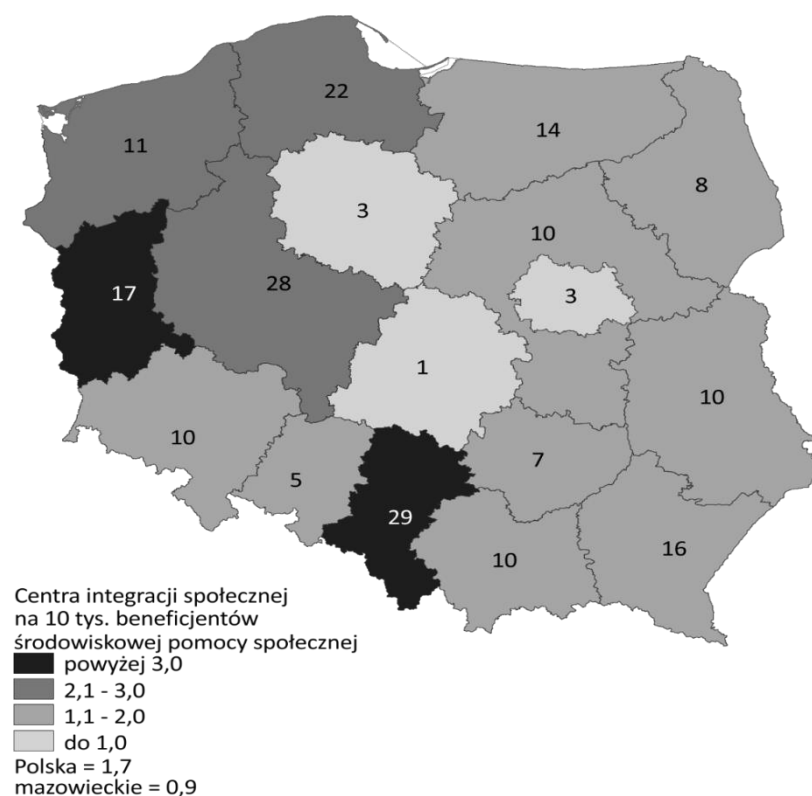 22
14
11
8
3
10
17
28
3
1
10
10
7
5
29
16
10
Centra integracji społecznej
na 10 tys. beneficjentów
środowiskowej pomocy społecznej
powyżej 3,0
2,1 - 3,0
1,1 - 2,0
do 1,0
Polska = 1,7
mazowieckie = 0,9